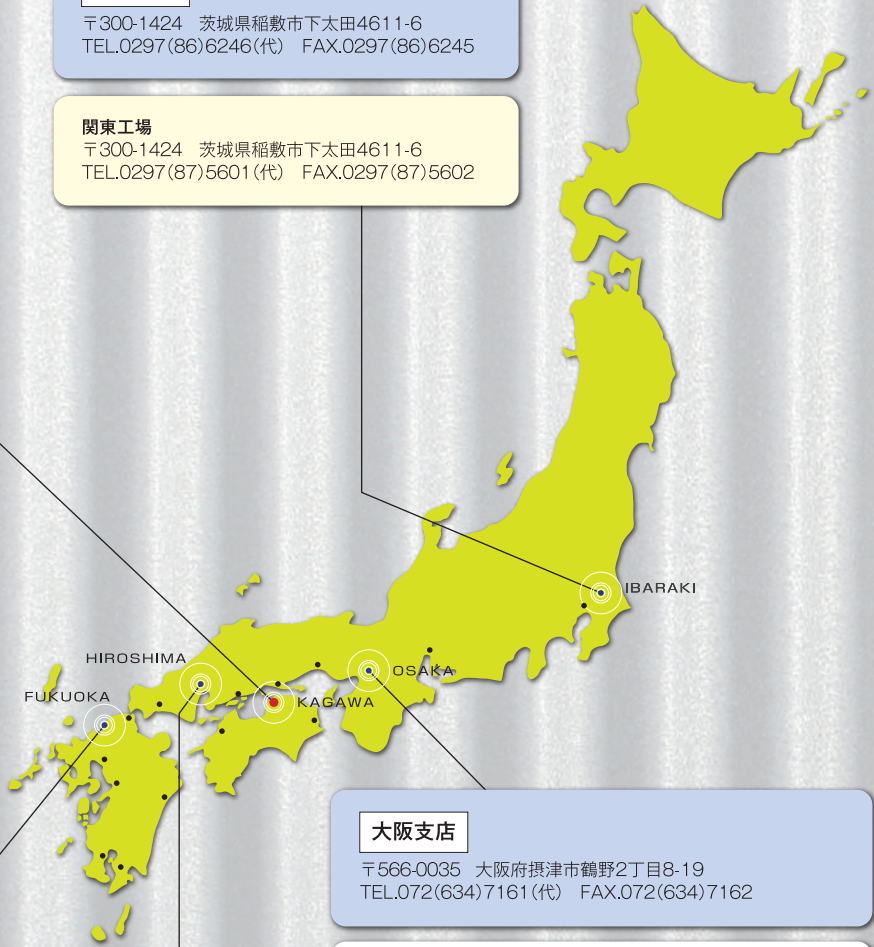 〒300-1424 茨城県稲敷市下太田4611-6
TEL.0297(86)6246(代) FAX.0297(86)6245
関東工場
〒300-1424 茨城県稲敷市下太田4611-6
TEL.0297(87)5601(代) FAX.0297(87)5602
IBARAKI
HIROSHIMA
OSAKA
FUKUOKA
KAGAWA
大阪支店
〒566-0035 大阪府摂津市鶴野2丁目8-19
TEL.072(634)7161(代) FAX.072(634)7162